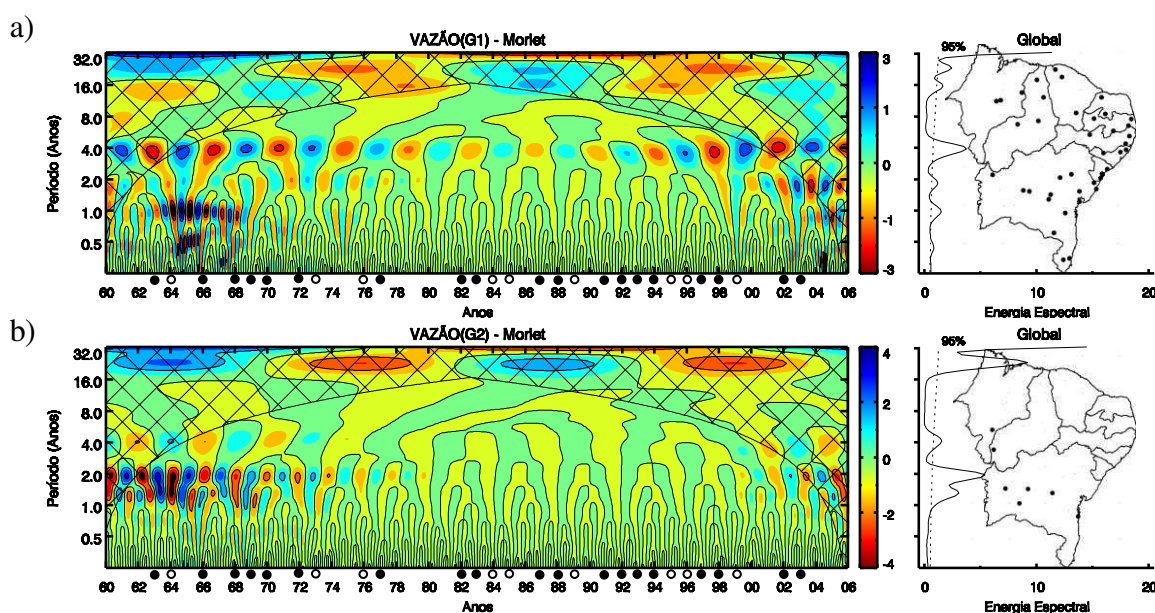 a)
VAZÃO(G1) - Morlet
Período (Anos)
32.0
16.0
8.0
4.0
2.0
1.0
0.5
60 62 64 66 68 70 72 74 76 78 80 82 84 86 88 90 92 94 96 98 00 02 04 06
Anos
3
1
0
-1
-3
Global
95%
0 10 20
Energia Espectral
b)
VAZÃO(G2) - Morlet
Período (Anos)
32.0
16.0
8.0
4.0
2.0
1.0
0.5
60 62 64 66 68 70 72 74 76 78 80 82 84 86 88 90 92 94 96 98 00 02 04 06
Anos
4
2
0
-2
-4
Global
95%
0 10 20
Energia Espectral